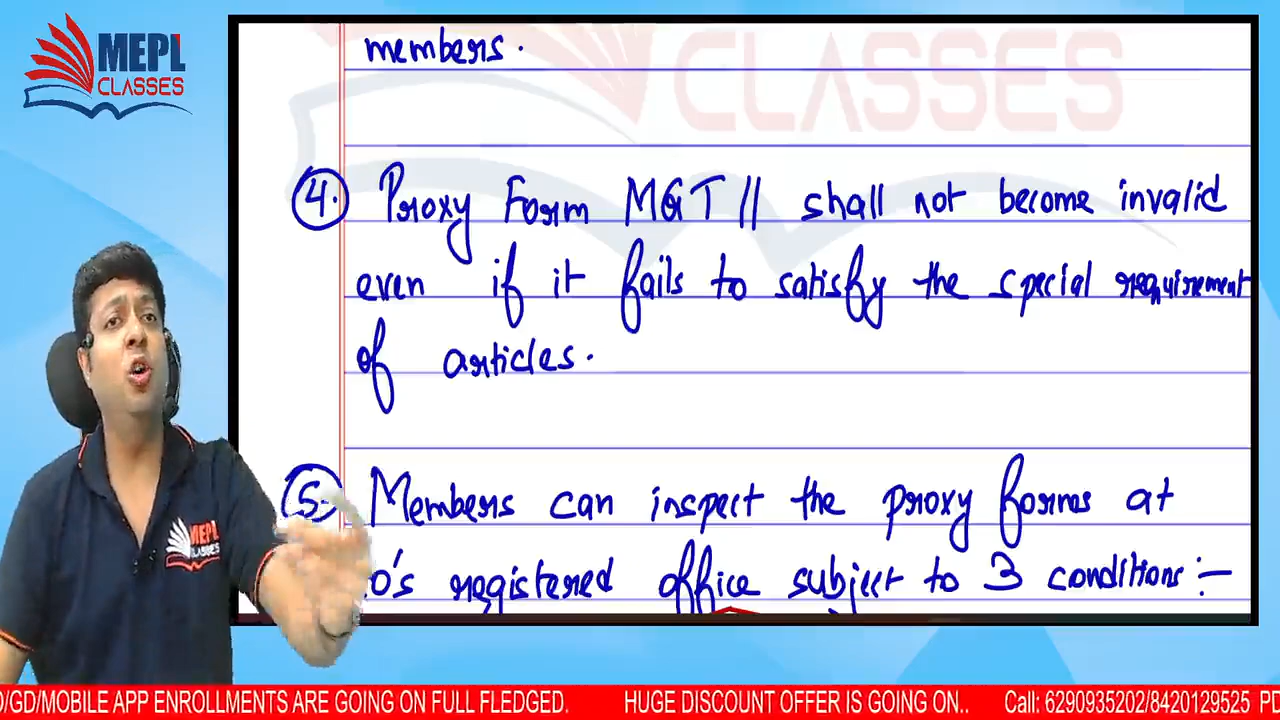 MEPL
CLASSES
CLASSES
members.
4. Proxy Form MGT 11 shall not become invalid
even if it fails to satisfy the special requirement
of articles.
5. Members can inspect the proxy forms at
o's registered office subject to 3 conditions :-
MEPL
CLASSES
D/GD/MOBILE APP ENROLLMENTS ARE GOING ON FULL FLEDGED. HUGE DISCOUNT OFFER IS GOING ON.. Call: 6290935202/8420129525 PD